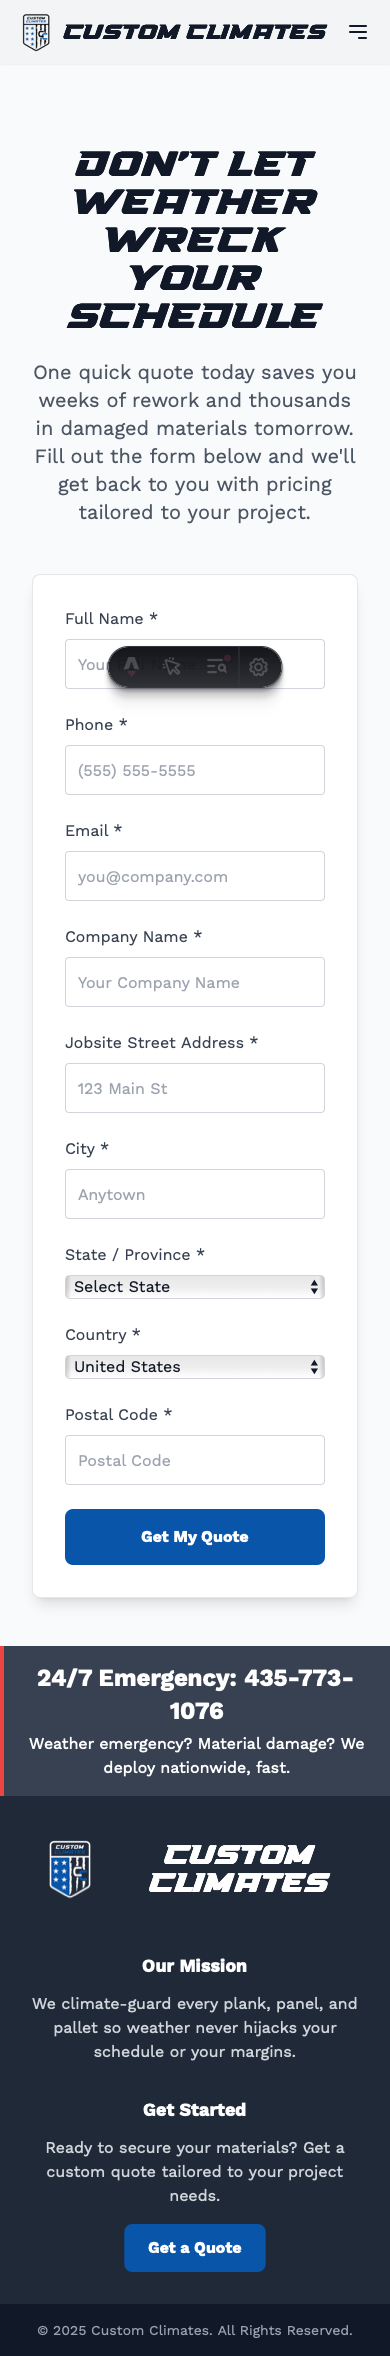 CUSTOM CLIMATES
DON'T LET
WEATHER
WRECK
YOUR
SCHEDULE
One quick quote today saves you
weeks of rework and thousands
in damaged materials tomorrow.
Fill out the form below and we'll
get back to you with pricing
tailored to your project.
Full Name *
Phone *
(555) 555-5555
Email *
you@company.com
Company Name *
Your Company Name
Jobsite Street Address *
123 Main St
City *
Anytown
State / Province *
Select State
Country *
United States
Postal Code *
Postal Code
Get My Quote
24/7 Emergency: 435-773-
1076
Weather emergency? Material damage? We
deploy nationwide, fast.
CUSTOM
CLIMATES
Our Mission
We climate-guard every plank, panel, and
pallet so weather never hijacks your
schedule or your margins.
Get Started
Ready to secure your materials? Get a
custom quote tailored to your project
needs.
Get a Quote
© 2025 Custom Climates. All Rights Reserved.